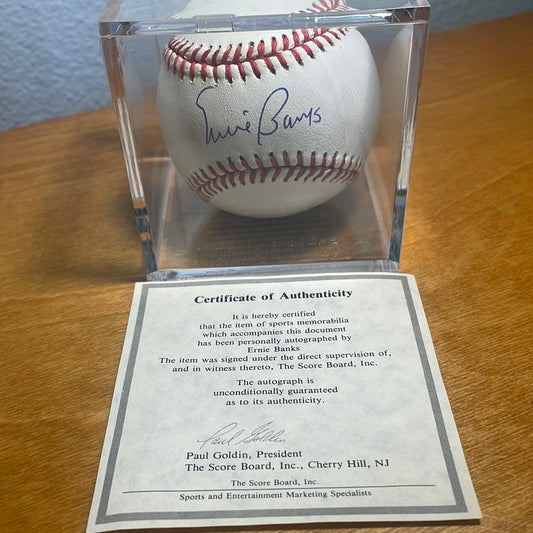 Ernie Banks
Certificate of Authenticity
It is hereby certified
that the item of sports memorabilia
which accompanies this document
has been personally autographed by
Ernie Banks
The item was signed under the direct supervision of,
and in witness thereto, The Score Board, Inc.
The autograph is
unconditionally guaranteed
as to its authenticity.
Paul Goldin
Paul Goldin, President
The Score Board, Inc., Cherry Hill, NJ
The Score Board, Inc.
Sports and Entertainment Marketing Specialists